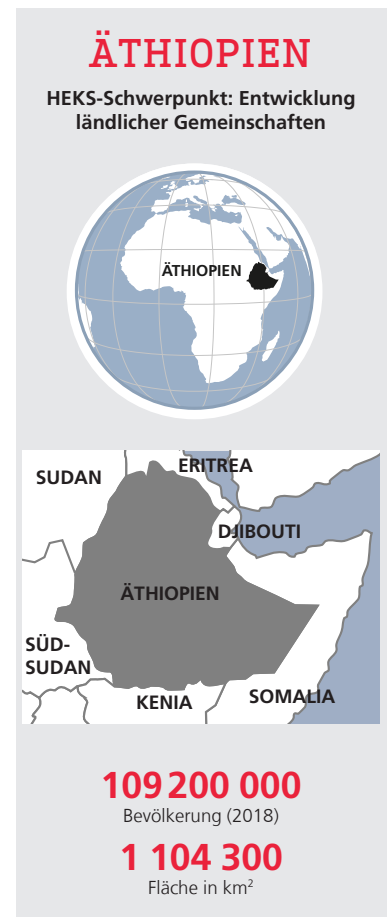 ÄTHIOPIEN
HEKS-Schwerpunkt: Entwicklung
ländlicher Gemeinschaften
ÄTHIOPIEN
SUDAN
ERITREA
DJIBOUTI
ÄTHIOPIEN
SÜD-
SUDAN
KENIA
SOMALIA
109 200 000
Bevölkerung (2018)
1 104 300
Fläche in km²